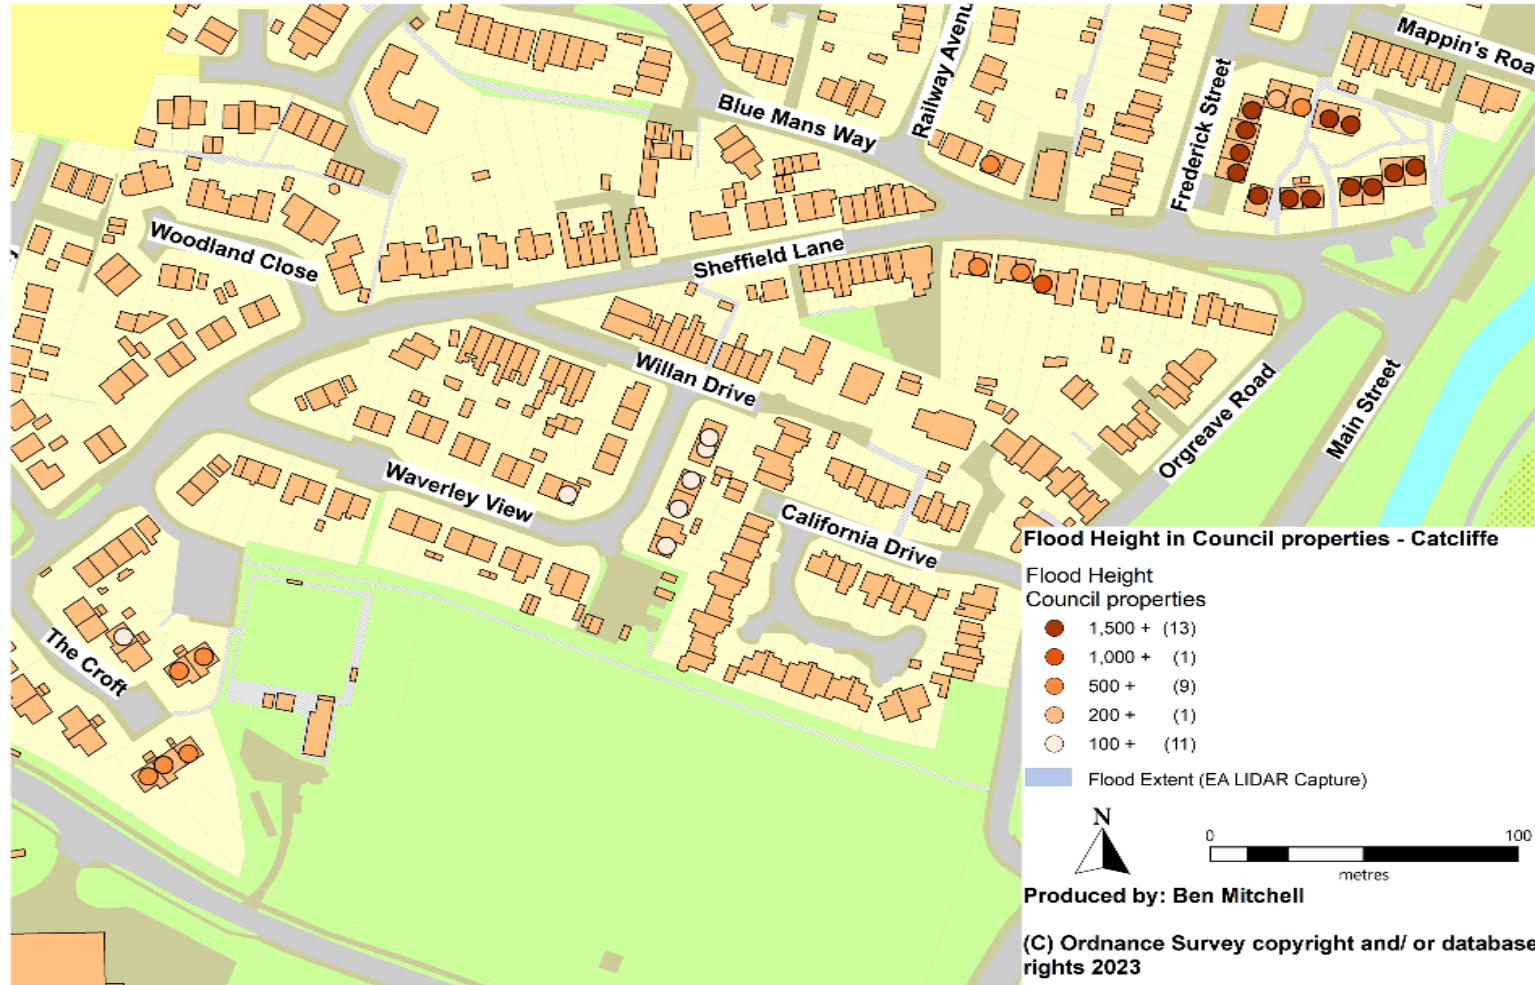 Mappin's Roa
Railway Avenu
Blue Mans Way
Frederick Street
Woodland Close
Sheffield Lane
Willan Drive
Orgreave Road
Main Street
Waverley View
California Drive
The Croft
Flood Height in Council properties - Catcliffe
Flood Height
Council properties
1,500 + (13)
1,000 + (1)
500 + (9)
200 + (1)
100 + (11)
Flood Extent (EA LIDAR Capture)
N
0 100
metres
Produced by: Ben Mitchell
(C) Ordnance Survey copyright and/ or database
rights 2023